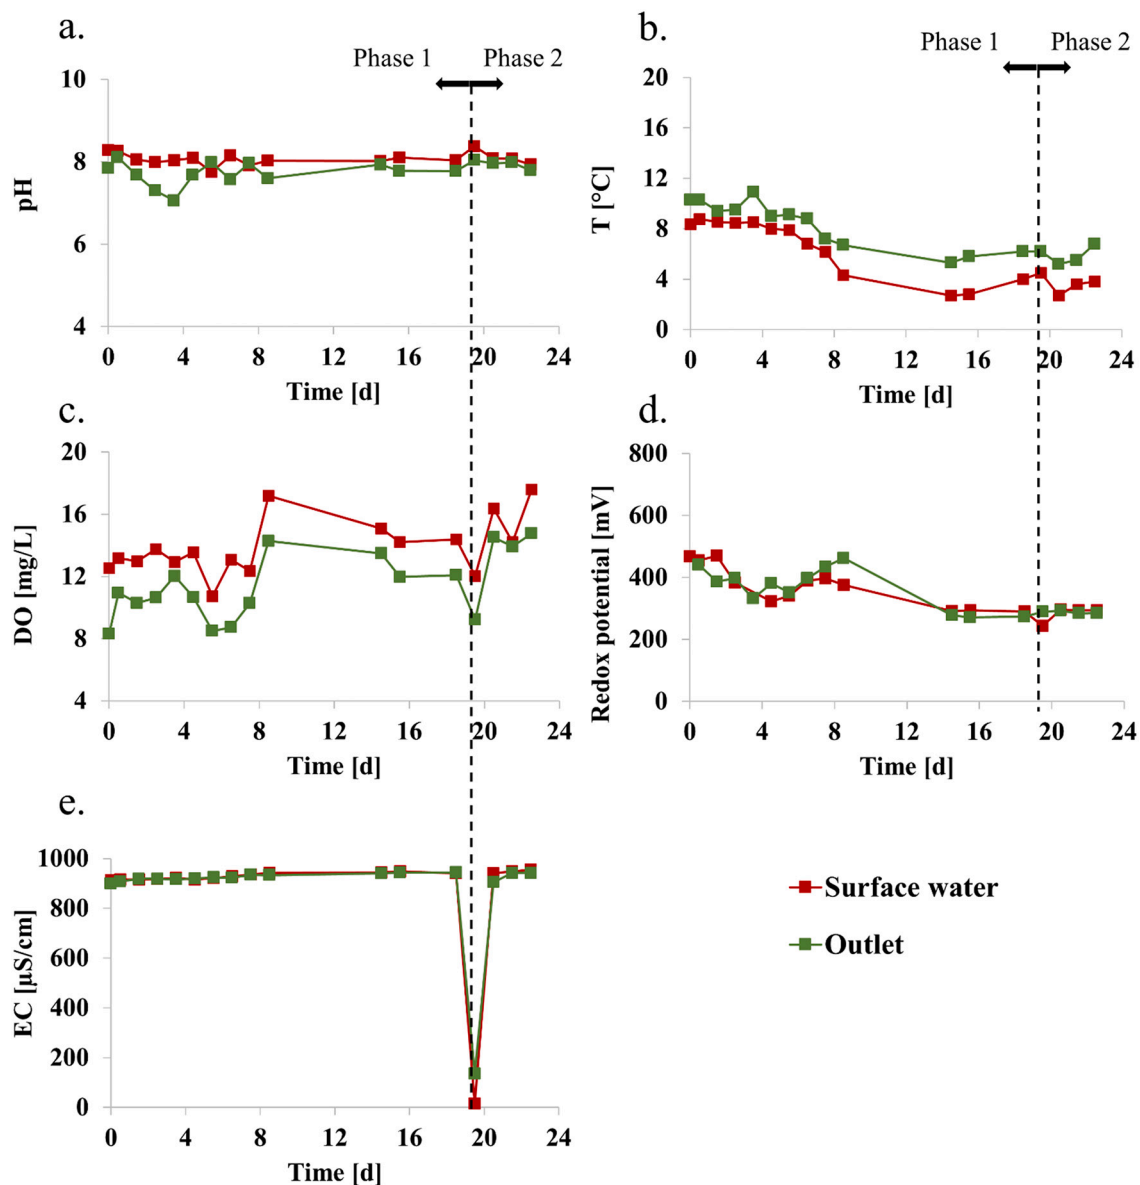 a.
Phase 1 Phase 2
10
8
6
4
pH
0 4 8 12 16 20 24
Time [d]
b.
Phase 1 Phase 2
20
16
12
8
4
0
T [°C]
0 4 8 12 16 20 24
Time [d]
c.
20
16
12
8
4
DO [mg/L]
0 4 8 12 16 20 24
Time [d]
d.
800
600
400
200
0
Redox potential [mV]
0 4 8 12 16 20 24
Time [d]
e.
1000
800
600
400
200
0
EC [µS/cm]
0 4 8 12 16 20 24
Time [d]
Surface water
Outlet